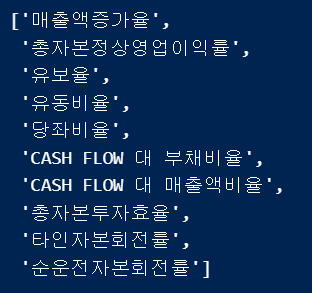 ['매출액증가율',
'총자본정상영업이익률',
'유보율',
'유동비율',
'당좌비율',
'CASH FLOW 대 부채비율',
'CASH FLOW 대 매출액비율',
'총자본투자효율',
'타인자본회전률',
'순운전자본회전률']